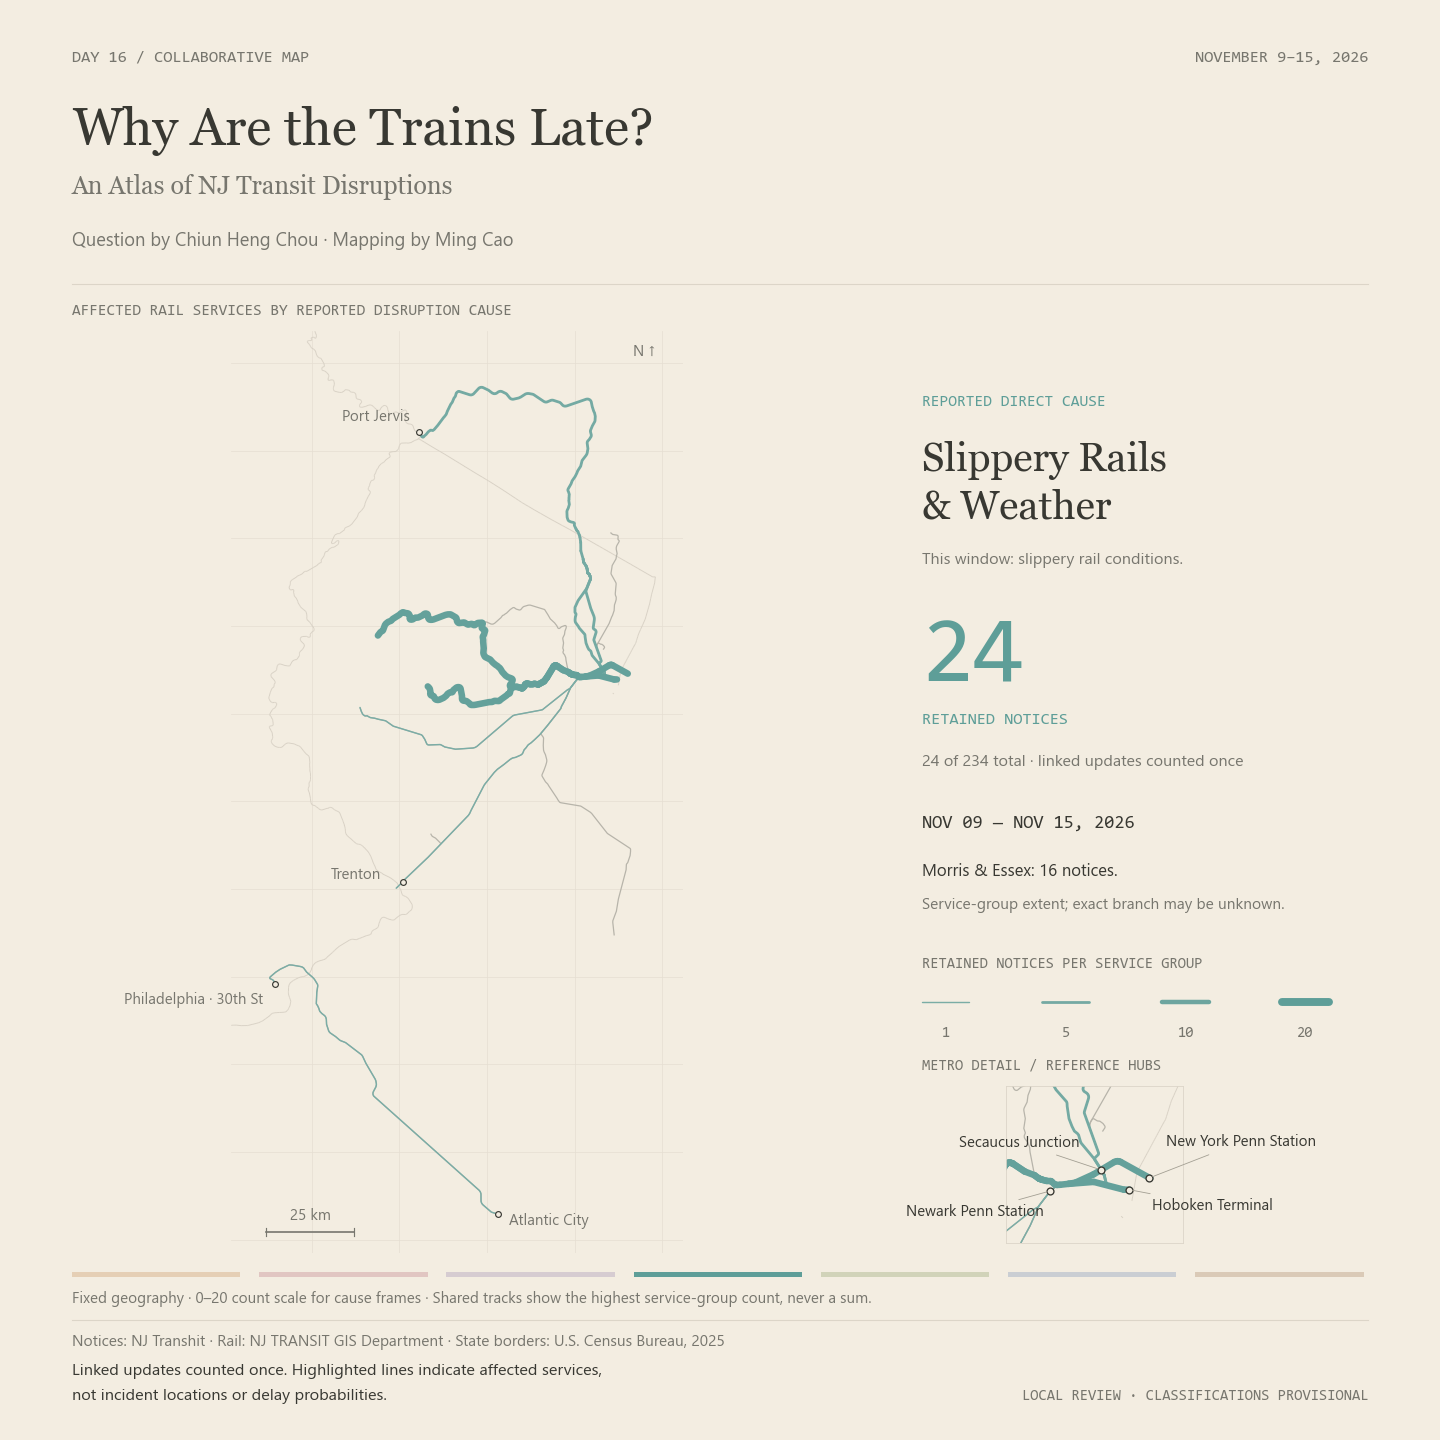 DAY 16 / COLLABORATIVE MAP
NOVEMBER 9–15, 2026
Why Are the Trains Late?
An Atlas of NJ Transit Disruptions
Question by Chiun Heng Chou · Mapping by Ming Cao
AFFECTED RAIL SERVICES BY REPORTED DISRUPTION CAUSE
N ↑
Port Jervis
Trenton
Philadelphia · 30th St
25 km
Atlantic City
REPORTED DIRECT CAUSE
Slippery Rails
& Weather
This window: slippery rail conditions.
24
RETAINED NOTICES
24 of 234 total · linked updates counted once
NOV 09 — NOV 15, 2026
Morris & Essex: 16 notices.
Service-group extent; exact branch may be unknown.
RETAINED NOTICES PER SERVICE GROUP
1 5 10 20
METRO DETAIL / REFERENCE HUBS
Secaucus Junction
New York Penn Station
Newark Penn Station
Hoboken Terminal
Fixed geography · 0–20 count scale for cause frames · Shared tracks show the highest service-group count, never a sum.
Notices: NJ Transhit · Rail: NJ TRANSIT GIS Department · State borders: U.S. Census Bureau, 2025
Linked updates counted once. Highlighted lines indicate affected services,
not incident locations or delay probabilities.
LOCAL REVIEW · CLASSIFICATIONS PROVISIONAL